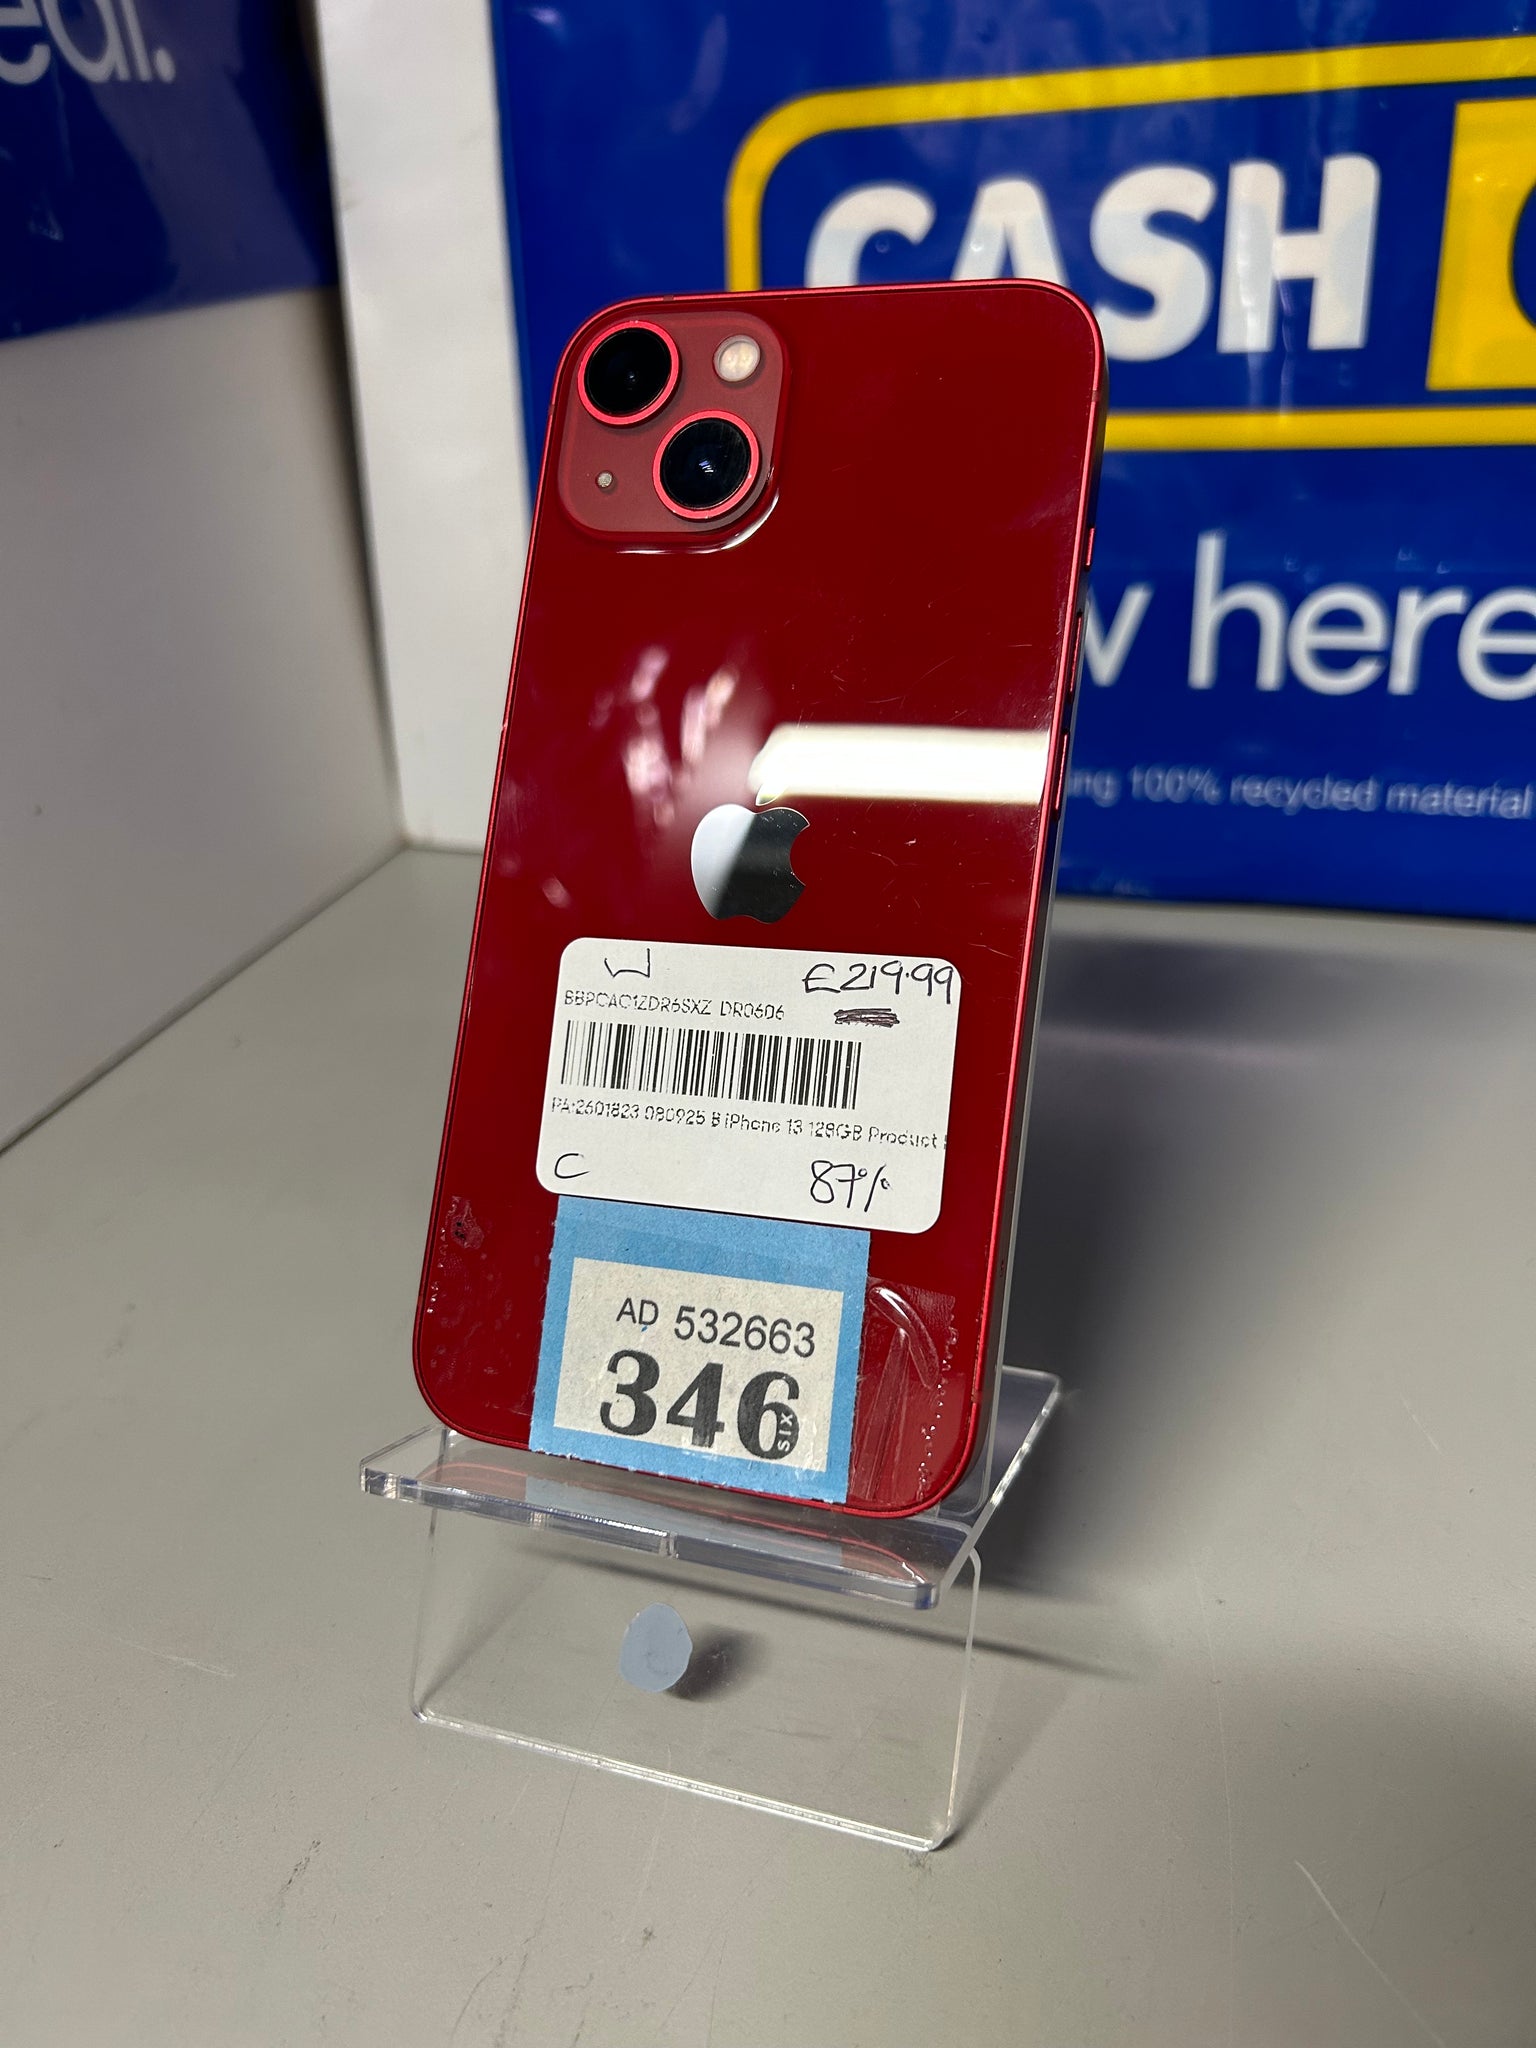 eal.
CASH
w here
ng 100% recycled material
U £219.99
BBPCAC1ZDR6SXZ DR0606
PA:2601823 080925 B iPhone 13 128GB Product
C 87%
AD 532663
346
SIX